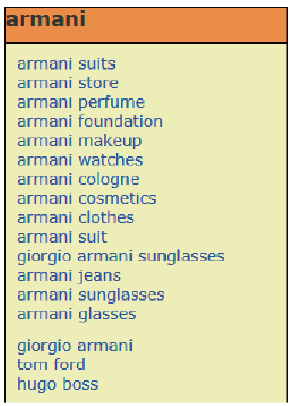 armani
armani suits
armani store
armani perfume
armani foundation
armani makeup
armani watches
armani cologne
armani cosmetics
armani clothes
armani suit
giorgio armani sunglasses
armani jeans
armani sunglasses
armani glasses
giorgio armani
tom ford
hugo boss